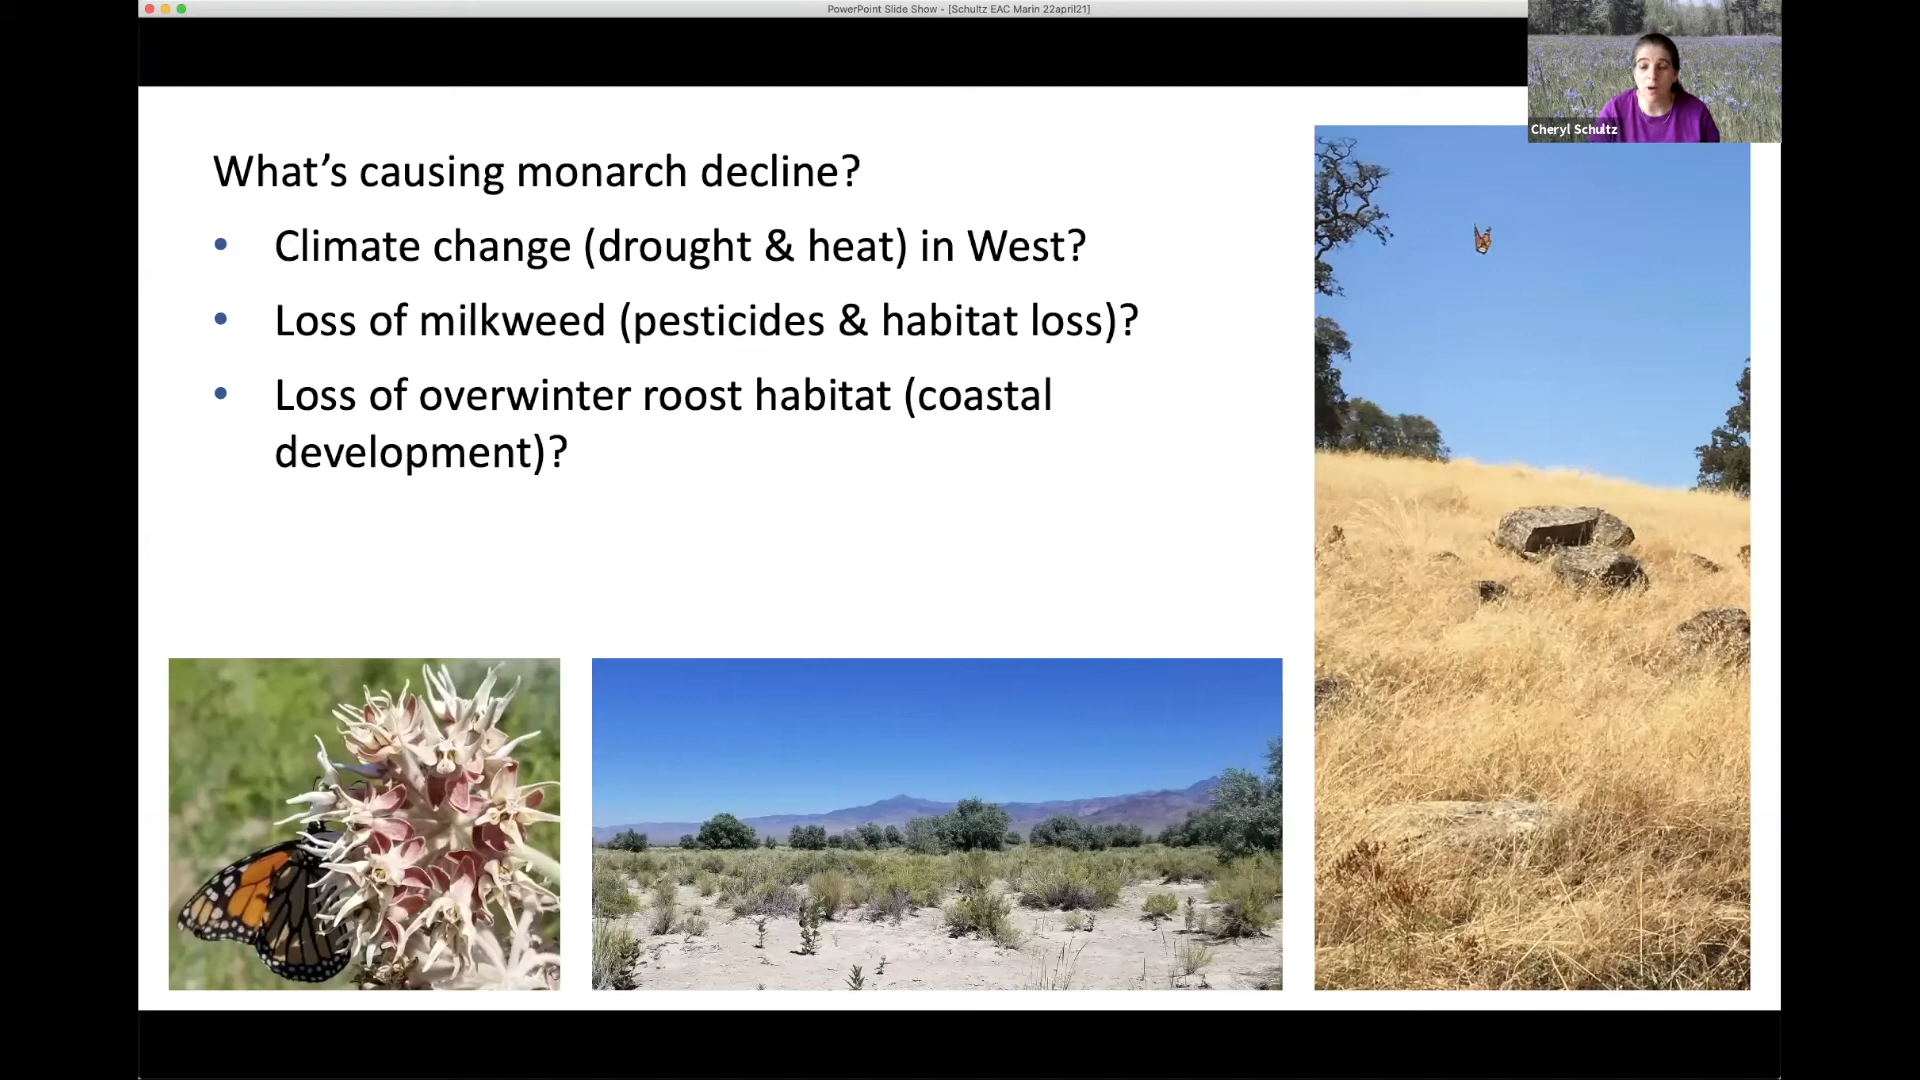 PowerPoint Slide Show - [Schultz EAC Marin 22april21]
Cheryl Schultz
What’s causing monarch decline?
• Climate change (drought & heat) in West?
• Loss of milkweed (pesticides & habitat loss)?
• Loss of overwinter roost habitat (coastal
development)?